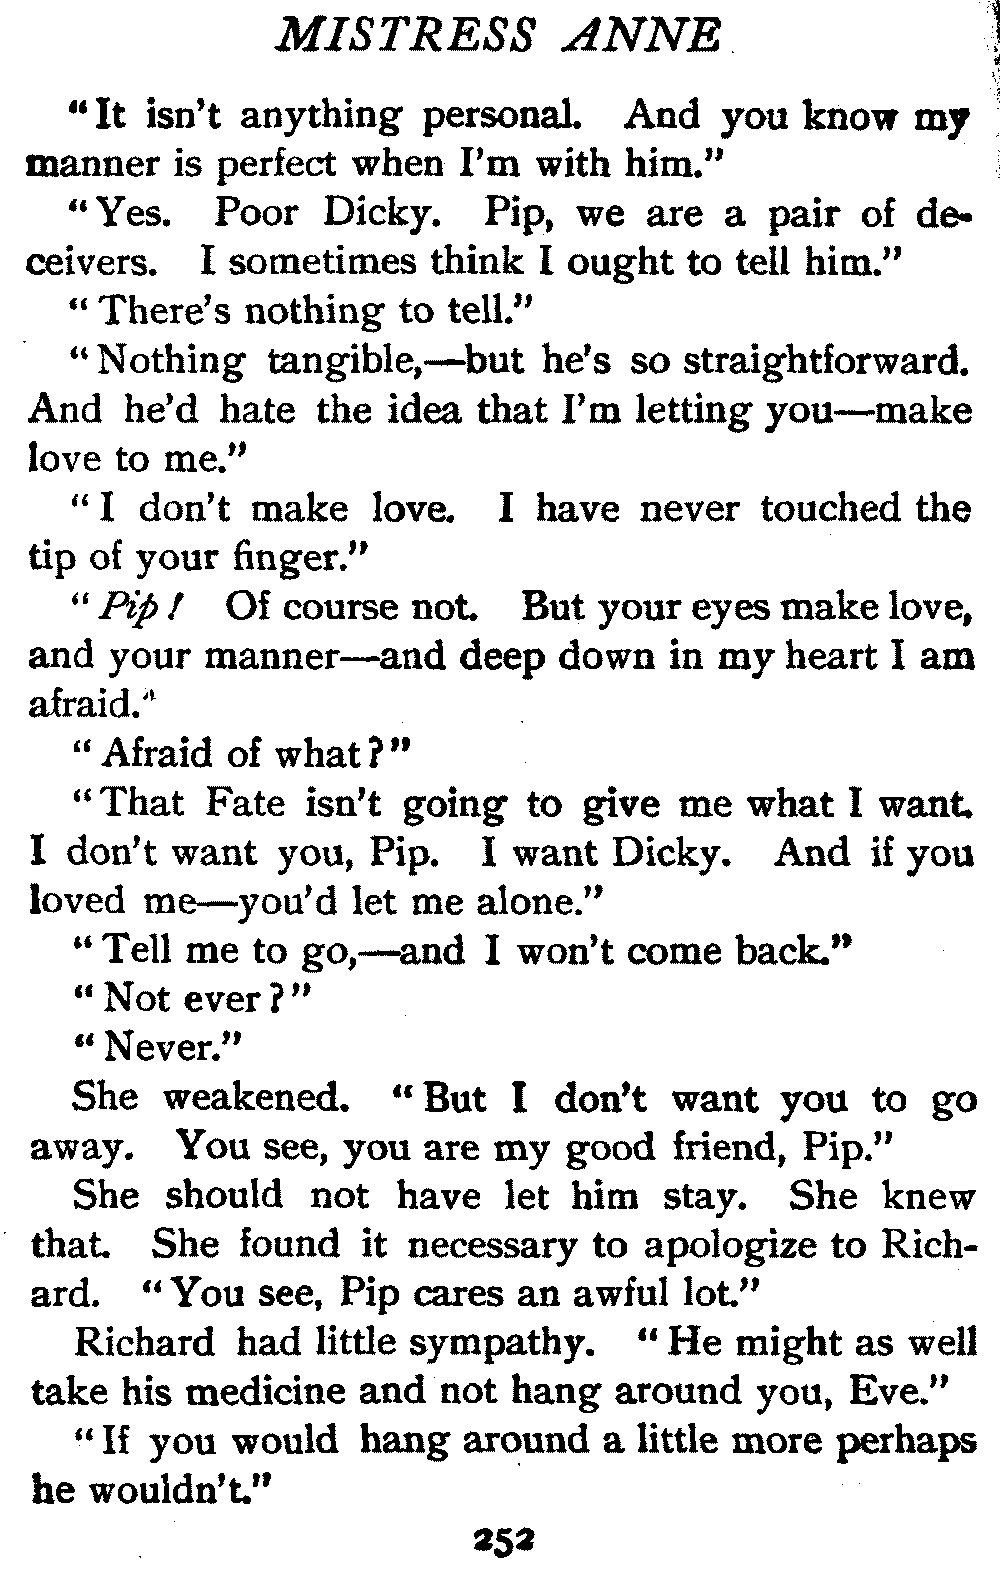 MISTRESS ANNE
"It isn't anything personal. And you know my
manner is perfect when I'm with him."
"Yes. Poor Dicky. Pip, we are a pair of de-
ceivers. I sometimes think I ought to tell him."
"There's nothing to tell."
"Nothing tangible,—but he's so straightforward.
And he'd hate the idea that I'm letting you—make
love to me."
"I don't make love. I have never touched the
tip of your finger."
"Pip! Of course not. But your eyes make love,
and your manner—and deep down in my heart I am
afraid."
"Afraid of what?"
"That Fate isn't going to give me what I want.
I don't want you, Pip. I want Dicky. And if you
loved me—you'd let me alone."
"Tell me to go,—and I won't come back."
"Not ever?"
"Never."
She weakened. "But I don't want you to go
away. You see, you are my good friend, Pip."
She should not have let him stay. She knew
that. She found it necessary to apologize to Rich-
ard. "You see, Pip cares an awful lot."
Richard had little sympathy. "He might as well
take his medicine and not hang around you, Eve."
"If you would hang around a little more perhaps
he wouldn't."
252